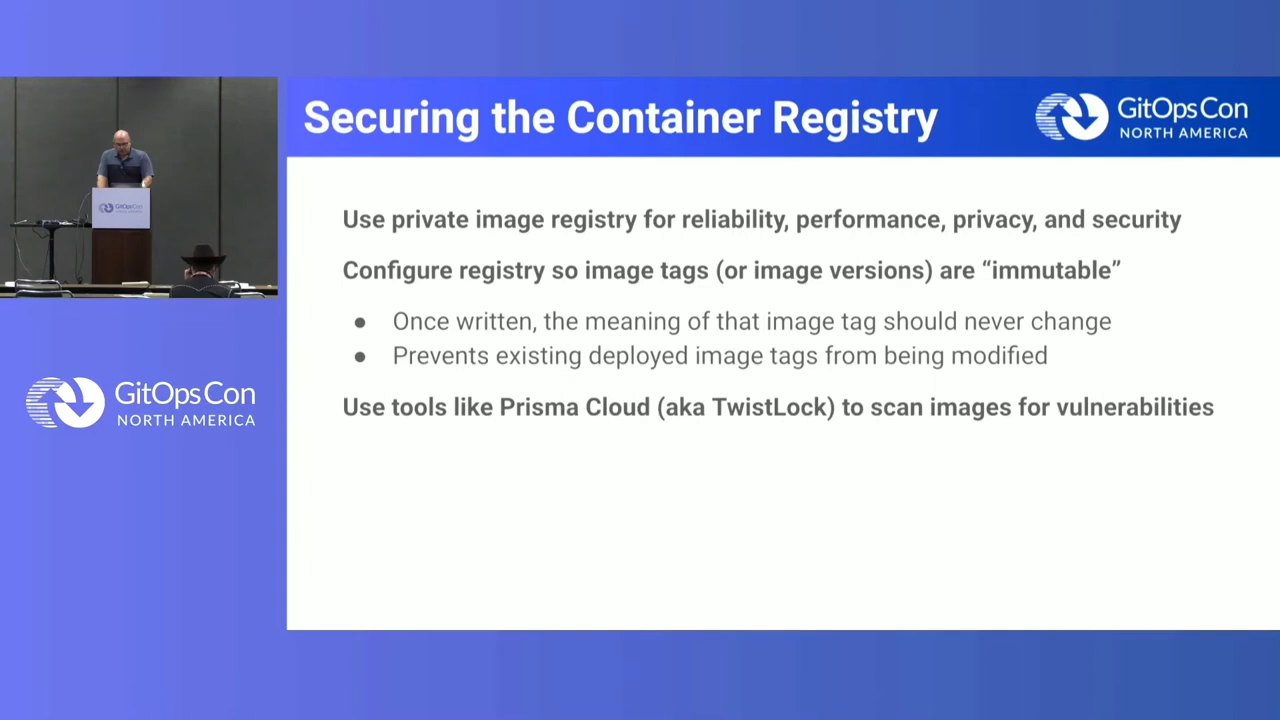 Securing the Container Registry
GitOpsCon
NORTH AMERICA
Use private image registry for reliability, performance, privacy, and security
Configure registry so image tags (or image versions) are “immutable”
● Once written, the meaning of that image tag should never change
● Prevents existing deployed image tags from being modified
Use tools like Prisma Cloud (aka TwistLock) to scan images for vulnerabilities
GitOpsCon
GitOpsCon
NORTH AMERICA